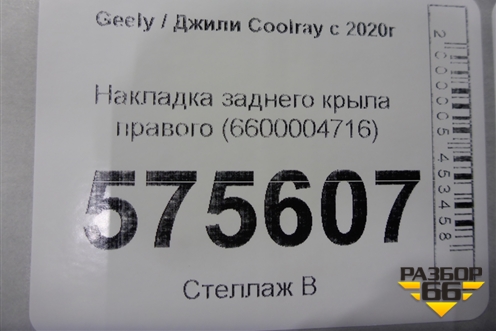 Geely / Джили Coolray с 2020г
Накладка заднего крыла
правого (6600004716)
575607
Стеллаж В
2000005453458
РАЗБОР
66